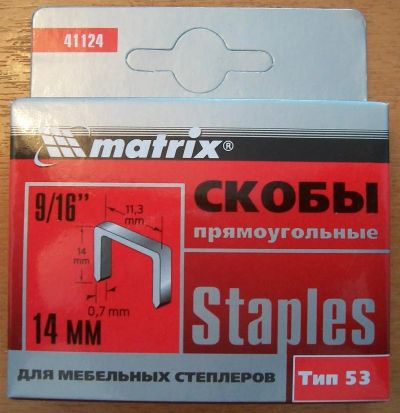 41124
matrix®
9/16”
11,3
mm
14
mm
0,7 mm
14 мм
СКОБЫ
прямоугольные
Staples
ДЛЯ МЕБЕЛЬНЫХ СТЕПЛЕРОВ
Тип 53